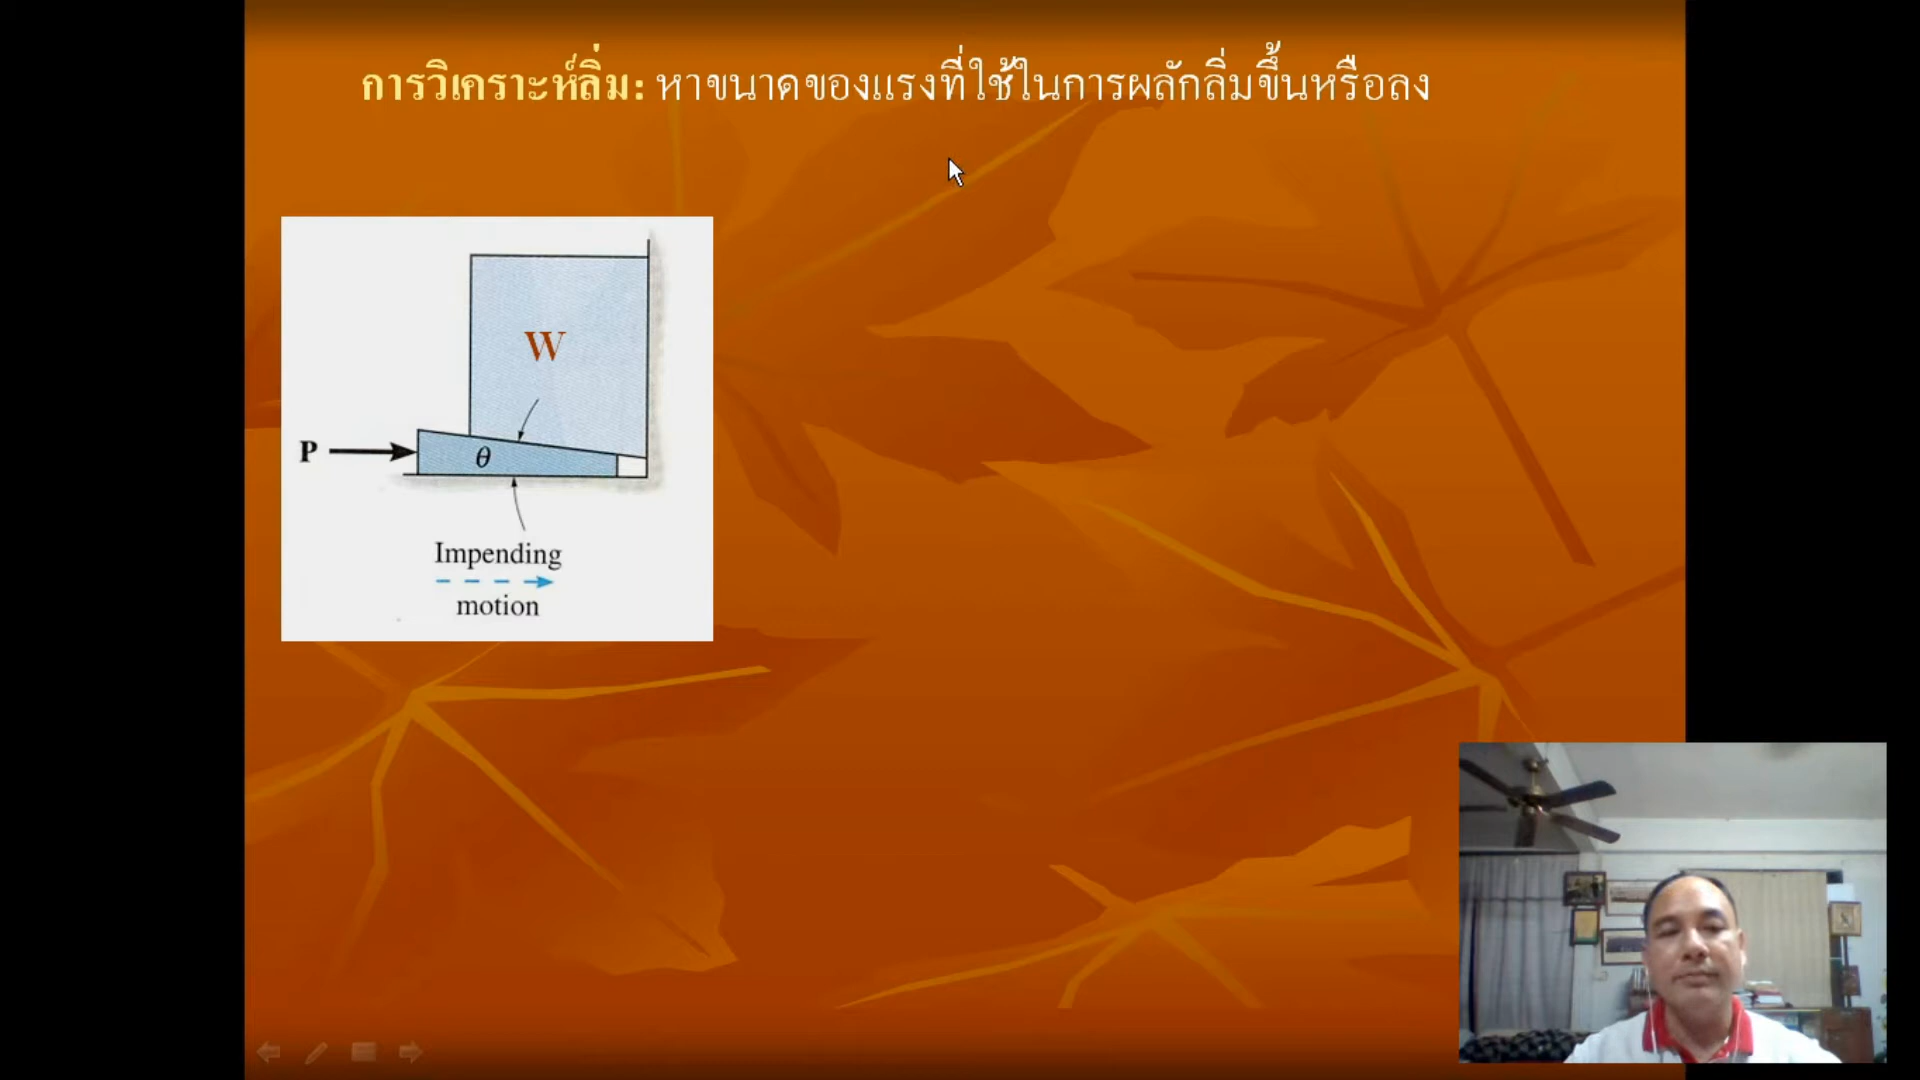 การวิเคราะห์ลิ่ม: หาขนาดของแรงที่ใช้ในการผลักลิ่มขึ้นหรือลง
W
P
θ
Impending
motion